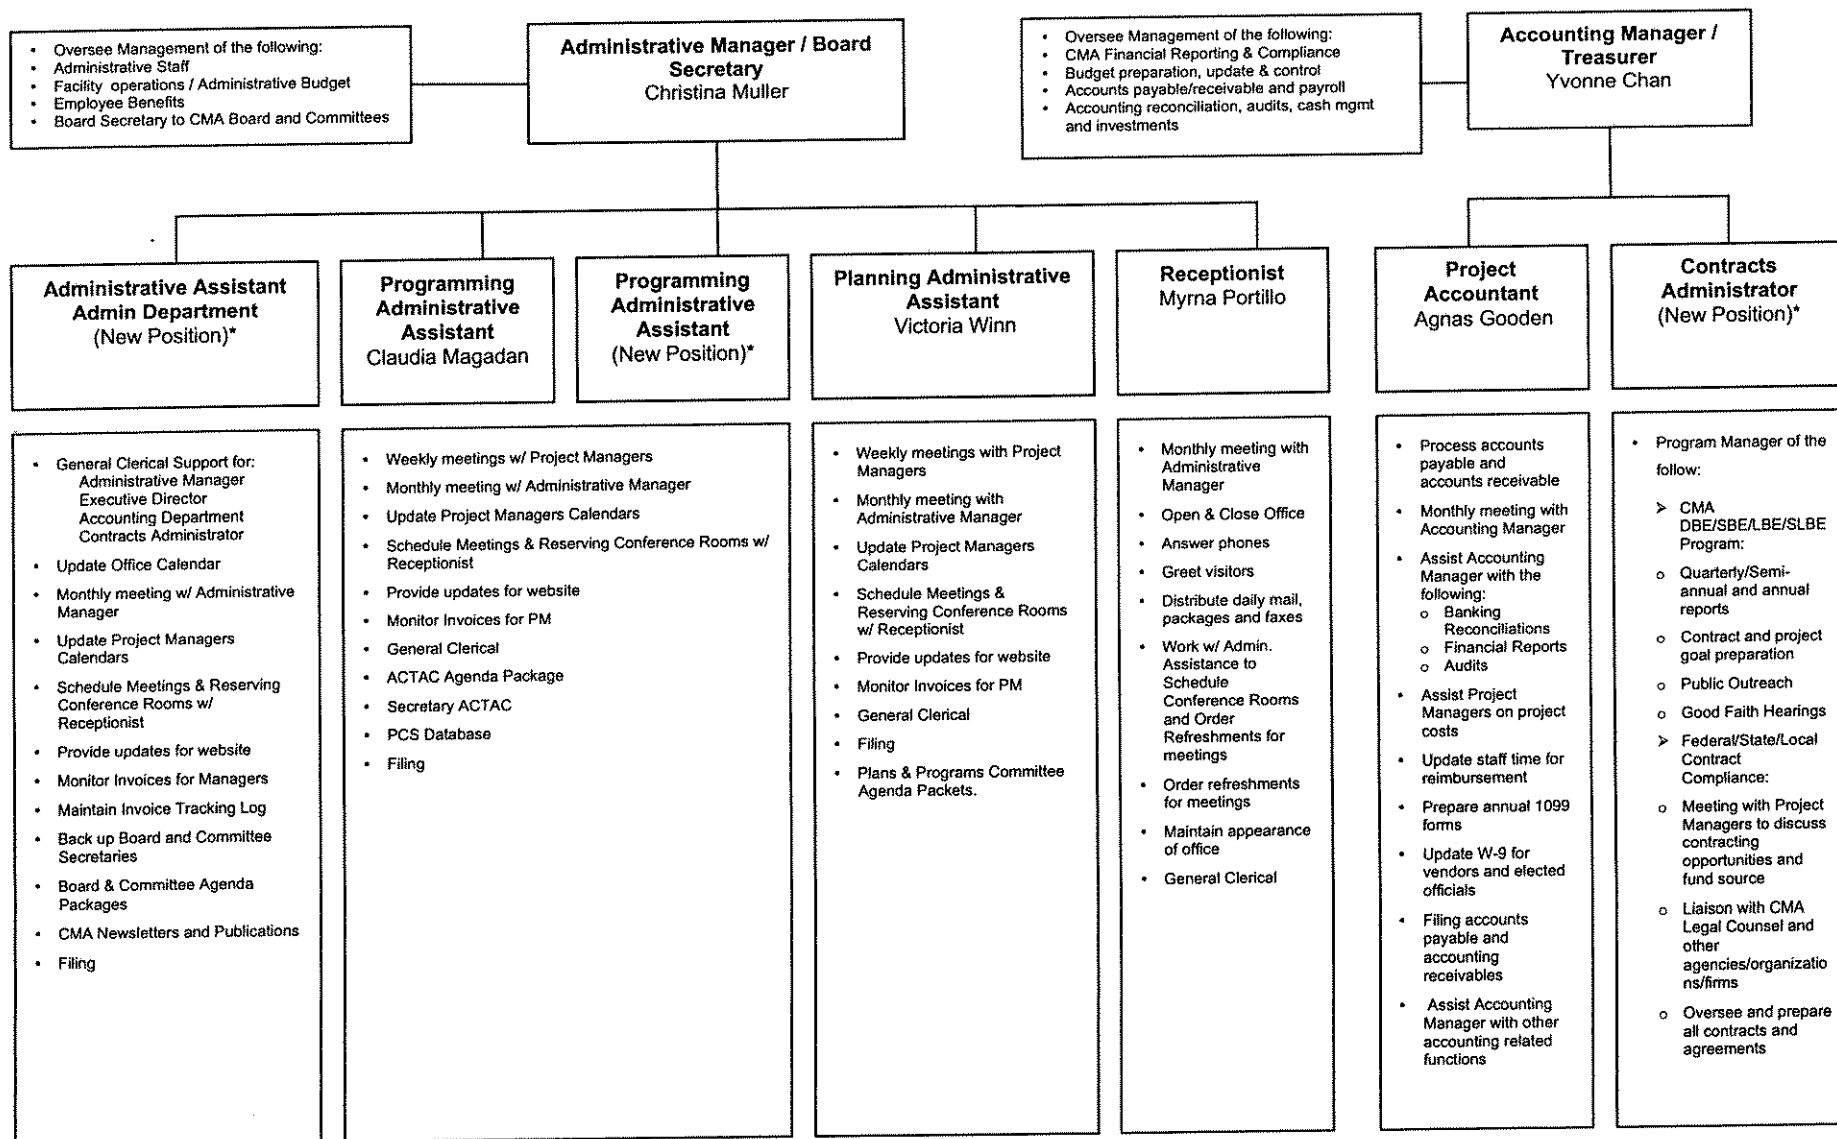 • Oversee Management of the following:
• Administrative Staff
• Facility operations / Administrative Budget
• Employee Benefits
• Board Secretary to CMA Board and Committees
Administrative Manager / Board
Secretary
Christina Muller
• Oversee Management of the following:
• CMA Financial Reporting & Compliance
• Budget preparation, update & control
• Accounts payable/receivable and payroll
• Accounting reconciliation, audits, cash mgmt
and investments
Accounting Manager /
Treasurer
Yvonne Chan
Administrative Assistant
Admin Department
(New Position)*
Programming
Administrative
Assistant
Claudia Magadan
Programming
Administrative
Assistant
(New Position)*
Planning Administrative
Assistant
Victoria Winn
Receptionist
Myrna Portillo
Project
Accountant
Agnas Gooden
Contracts
Administrator
(New Position)*
• General Clerical Support for:
Administrative Manager
Executive Director
Accounting Department
Contracts Administrator
• Update Office Calendar
• Monthly meeting w/ Administrative
Manager
• Update Project Managers
Calendars
• Schedule Meetings & Reserving
Conference Rooms w/
Receptionist
• Provide updates for website
• Monitor Invoices for Managers
• Maintain Invoice Tracking Log
• Back up Board and Committee
Secretaries
• Board & Committee Agenda
Packages
• CMA Newsletters and Publications
• Filing
• Weekly meetings w/ Project Managers
• Monthly meeting w/ Administrative Manager
• Update Project Managers Calendars
• Schedule Meetings & Reserving Conference Rooms w/
Receptionist
• Provide updates for website
• Monitor Invoices for PM
• General Clerical
• ACTAC Agenda Package
• Secretary ACTAC
• PCS Database
• Filing
• Weekly meetings with Project
Managers
• Monthly meeting with
Administrative Manager
• Update Project Managers
Calendars
• Schedule Meetings &
Reserving Conference Rooms
w/ Receptionist
• Provide updates for website
• Monitor Invoices for PM
• General Clerical
• Filing
• Plans & Programs Committee
Agenda Packets.
• Monthly meeting with
Administrative
Manager
• Open & Close Office
• Answer phones
• Greet visitors
• Distribute daily mail,
packages and faxes
• Work w/ Admin.
Assistance to
Schedule
Conference Rooms
and Order
Refreshments for
meetings
• Order refreshments
for meetings
• Maintain appearance
of office
• General Clerical
• Process accounts
payable and
accounts receivable
• Monthly meeting with
Accounting Manager
• Assist Accounting
Manager with the
following:
o Banking
Reconciliations
o Financial Reports
o Audits
• Assist Project
Managers on project
costs
• Update staff time for
reimbursement
• Prepare annual 1099
forms
• Update W-9 for
vendors and elected
officials
• Filing accounts
payable and
accounting
receivables
• Assist Accounting
Manager with other
accounting related
functions
• Program Manager of the
follow:
➢ CMA
DBE/SBE/LBE/SLBE
Program:
o Quarterly/Semi-
annual and annual
reports
o Contract and project
goal preparation
o Public Outreach
o Good Faith Hearings
➢ Federal/State/Local
Contract
Compliance:
o Meeting with Project
Managers to discuss
contracting
opportunities and
fund source
o Liaison with CMA
Legal Counsel and
other
agencies/organizatio
ns/firms
o Oversee and prepare
all contracts and
agreements